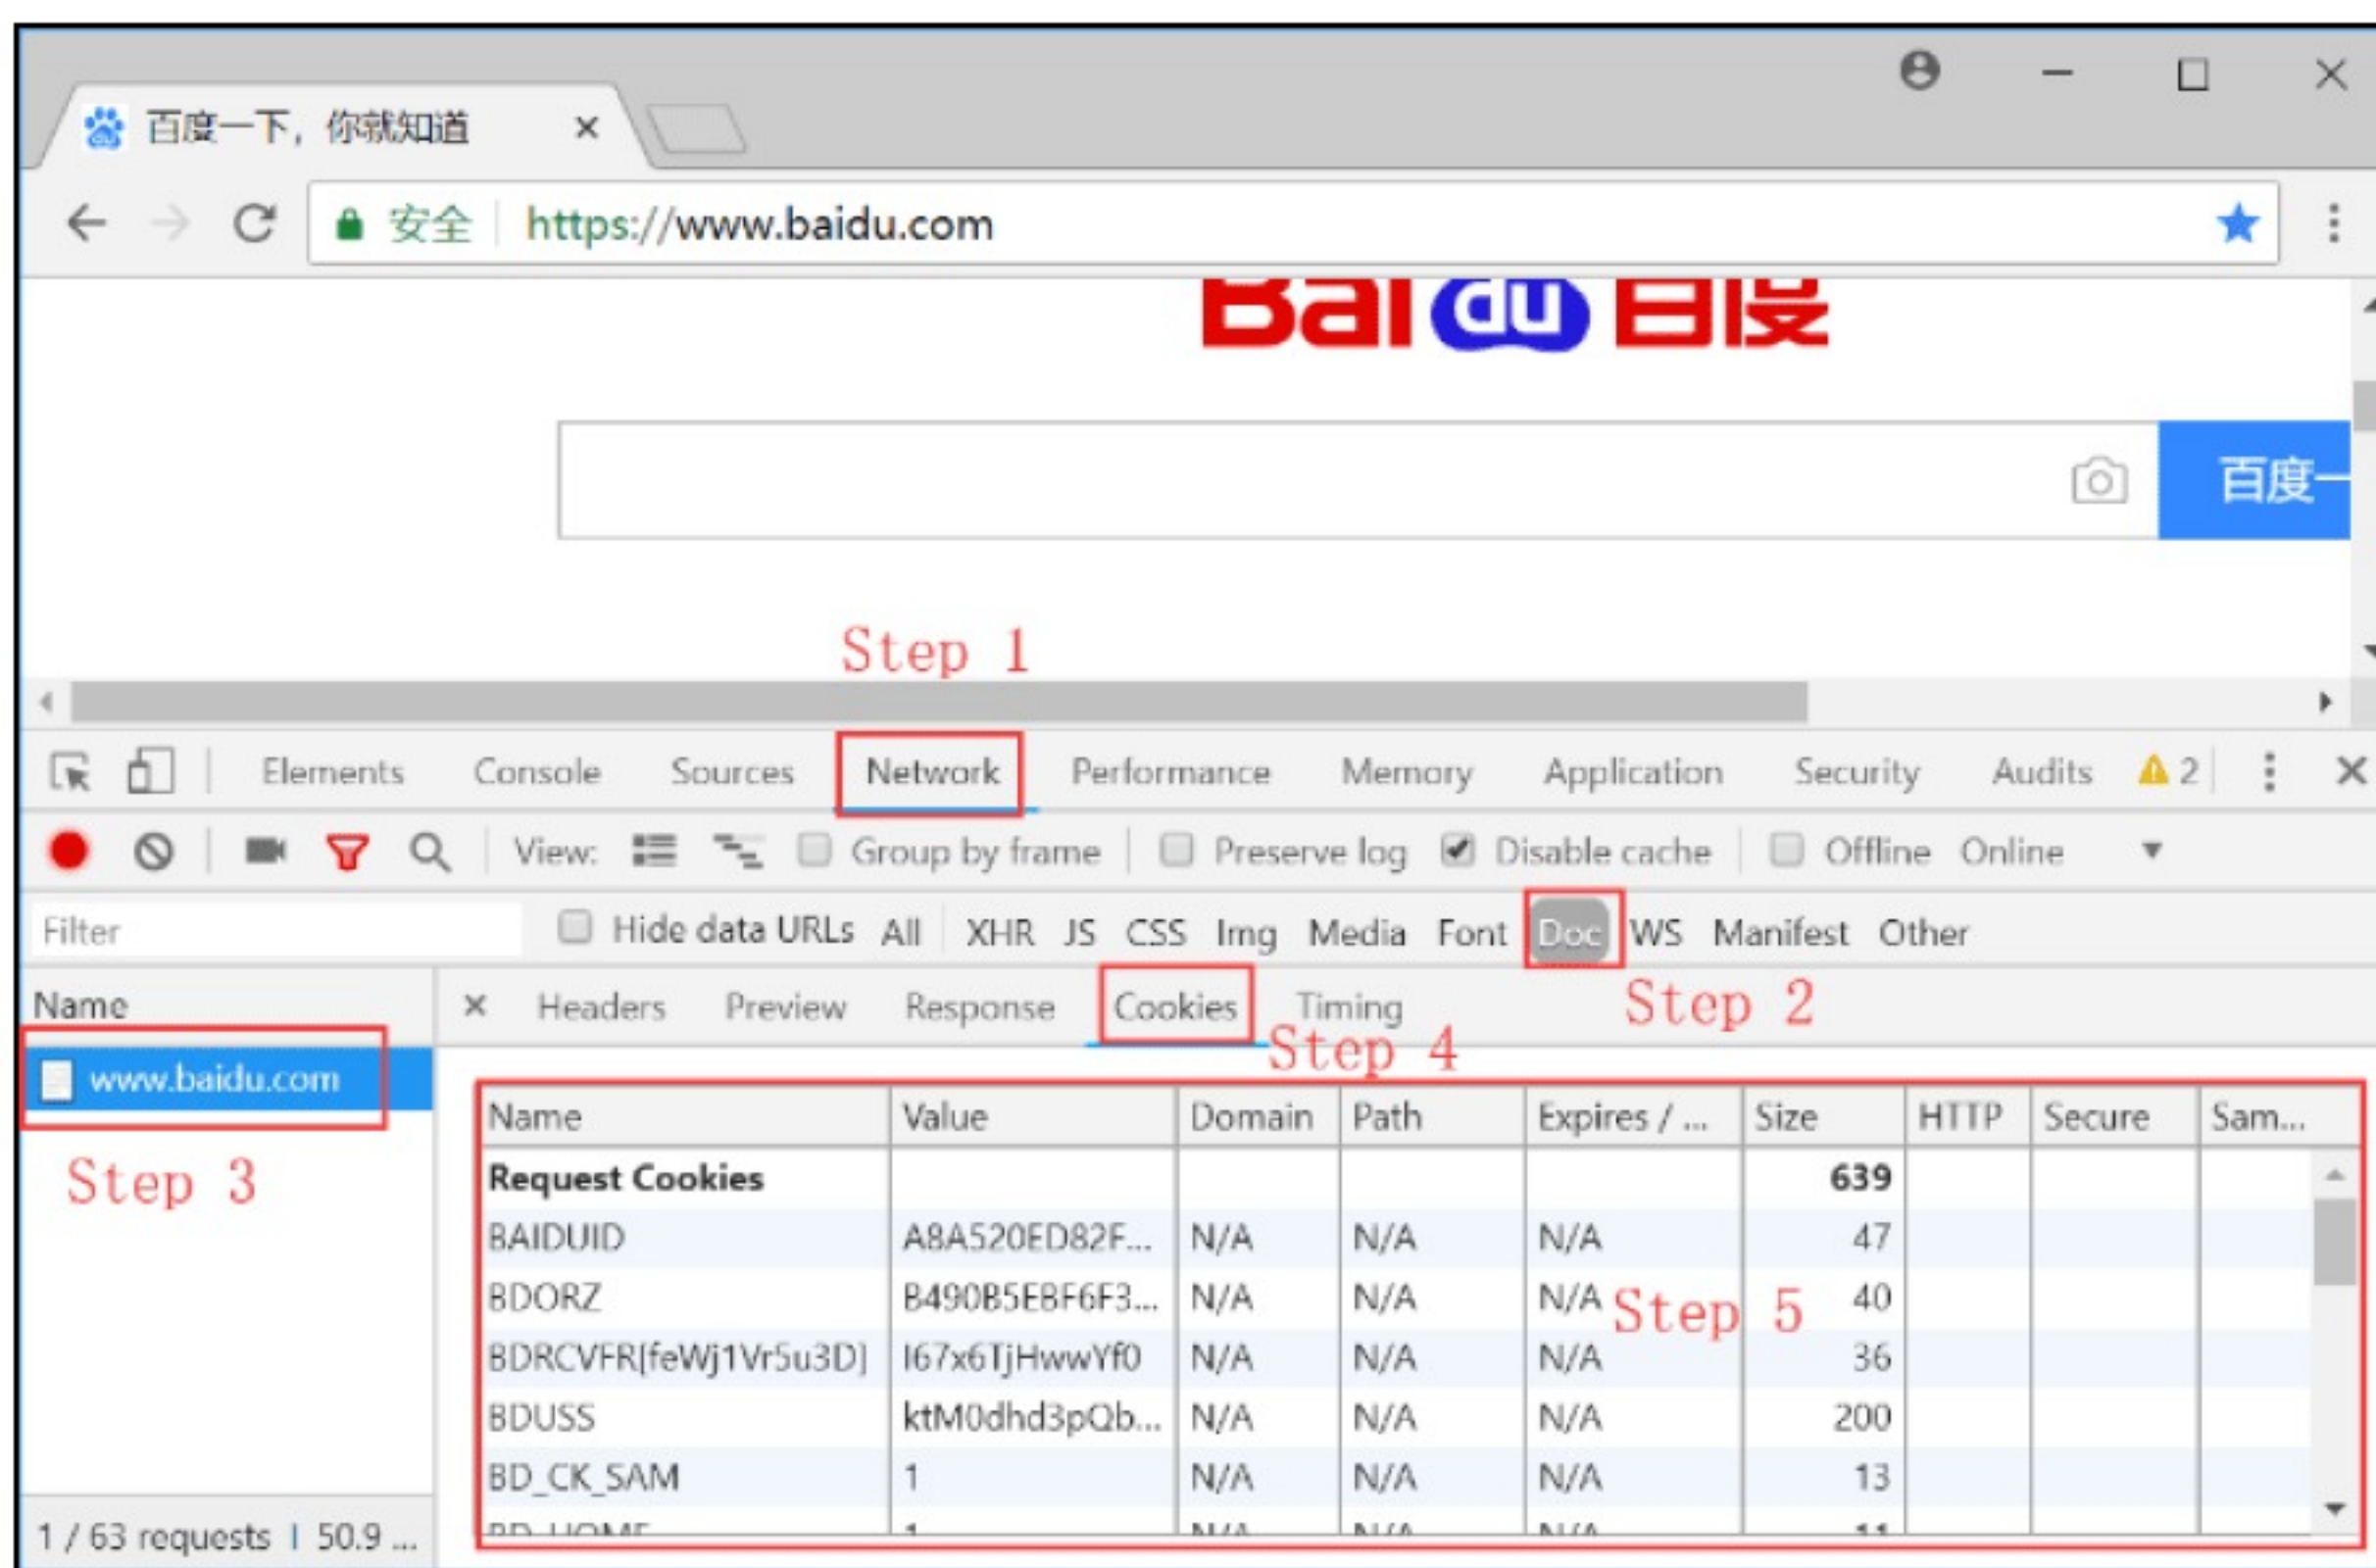 百度一下，你就知道
安全 https://www.baidu.com
Bai du 百度
百度一
Step 1
Elements Console Sources Network Performance Memory Application Security Audits 2
View: Group by frame Preserve log Disable cache Offline Online
Filter Hide data URLs All XHR JS CSS Img Media Font Doc WS Manifest Other
Step 2
Name
Headers Preview Response Cookies Timing
Step 4
www.baidu.com
Step 3
Name Value Domain Path Expires / ... Size HTTP Secure Sam...
Request Cookies 639
BAIDUID A8A520ED82F... N/A N/A N/A 47
BDORZ B490B5EBF6F3... N/A N/A N/A 40
Step 5
BDRCVFR[feWj1Vr5u3D] I67x6TjHwwYf0 N/A N/A N/A 36
BDUSS ktM0dhd3pQb... N/A N/A N/A 200
BD_CK_SAM 1 N/A N/A N/A 13
BD_HOME 1 N/A N/A N/A 11
1 / 63 requests | 50.9 ...